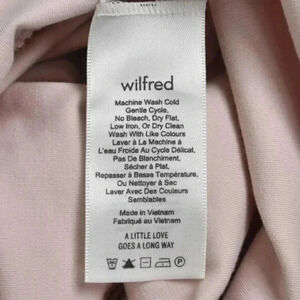 wilfred
Machine Wash Cold
Gentle Cycle,
No Bleach, Dry Flat,
Low Iron, Or Dry Clean
Wash With Like Colours
Laver À La Machine À
L'eau Froide Au Cycle Délicat,
Pas De Blanchiment,
Sécher À Plat,
Repasser À Basse Température,
Ou Nettoyer À Sec
Laver Avec Des Couleurs
Semblables
Made in Vietnam
Fabriqué au Vietnam
A LITTLE LOVE
GOES A LONG WAY